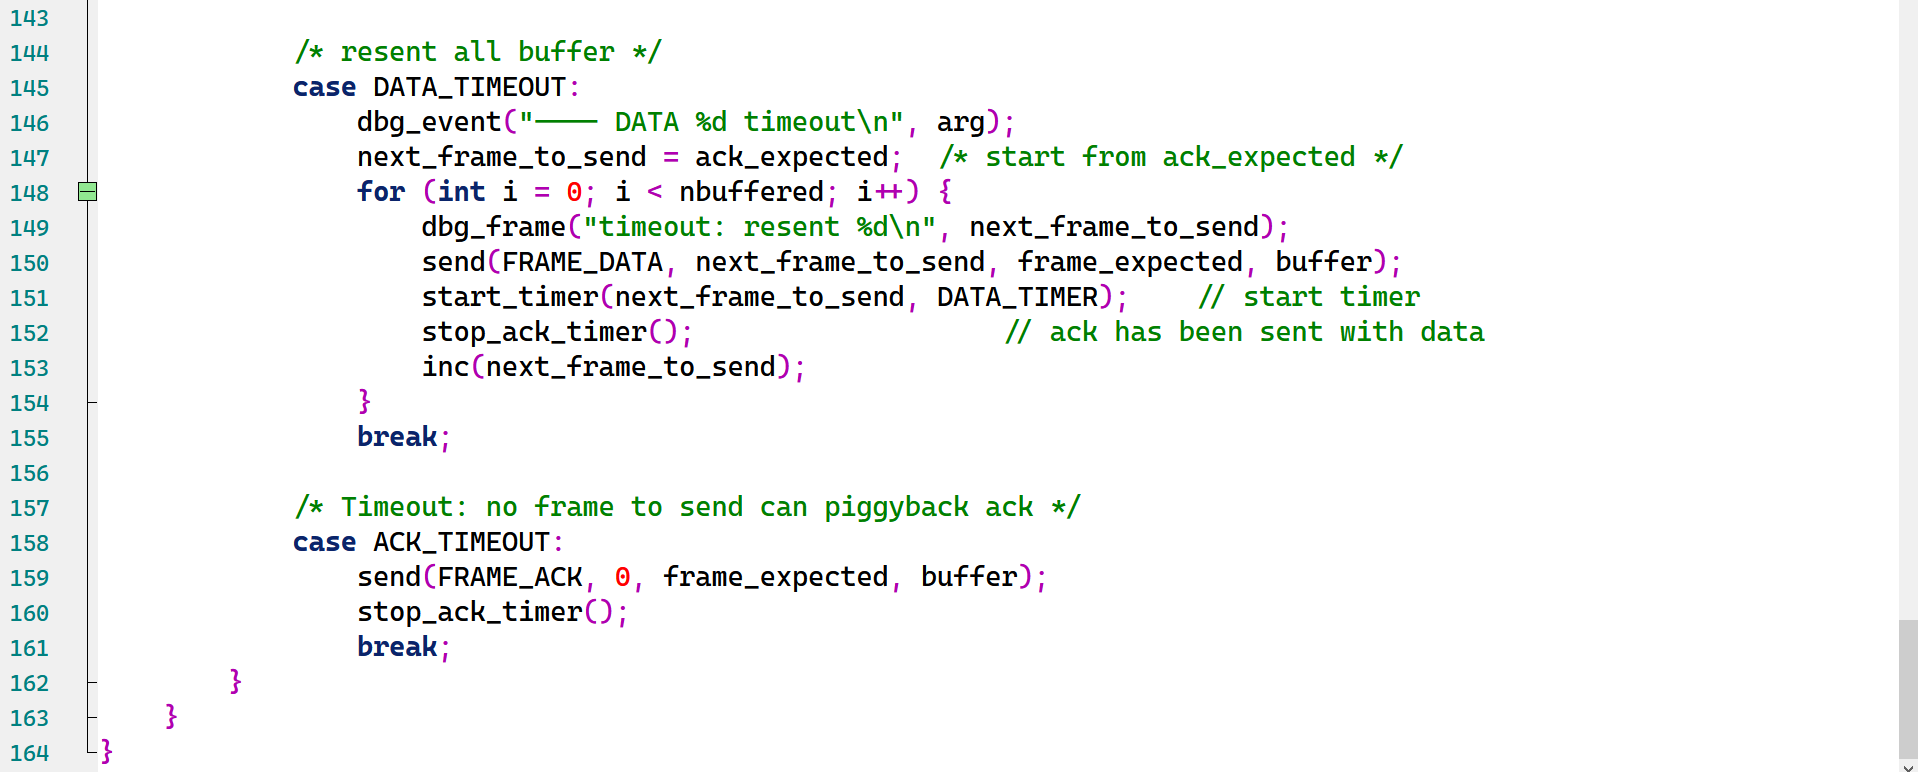 143
144 /* resent all buffer */
145 case DATA_TIMEOUT:
146 dbg_event("---- DATA %d timeout\n", arg);
147 next_frame_to_send = ack_expected; /* start from ack_expected */
148 for (int i = 0; i < nbuffered; i++) {
149 dbg_frame("timeout: resent %d\n", next_frame_to_send);
150 send(FRAME_DATA, next_frame_to_send, frame_expected, buffer);
151 start_timer(next_frame_to_send, DATA_TIMER); // start timer
152 stop_ack_timer(); // ack has been sent with data
153 inc(next_frame_to_send);
154 }
155 break;
156
157 /* Timeout: no frame to send can piggyback ack */
158 case ACK_TIMEOUT:
159 send(FRAME_ACK, 0, frame_expected, buffer);
160 stop_ack_timer();
161 break;
162 }
163 }
164 }